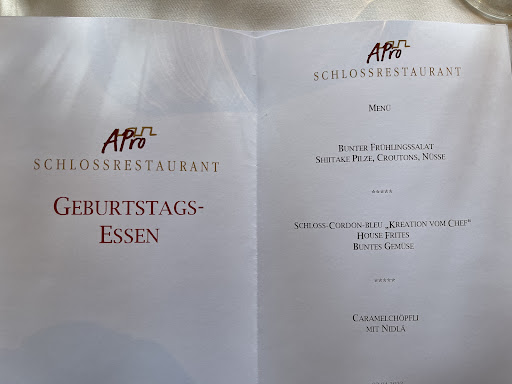 APro
SCHLOSSRESTAURANT
GEBURTSTAGS-
ESSEN
APro
SCHLOSSRESTAURANT
MENÜ
BUNTER FRÜHLINGSSALAT
SHIITAKE PILZE, CROUTONS, NÜSSE
*****
SCHLOSS-CORDON-BLEU „KREATION VOM CHEF“
HOUSE FRITES
BUNTES GEMÜSE
*****
CARAMELCHÖPFLI
MIT NIDLÄ